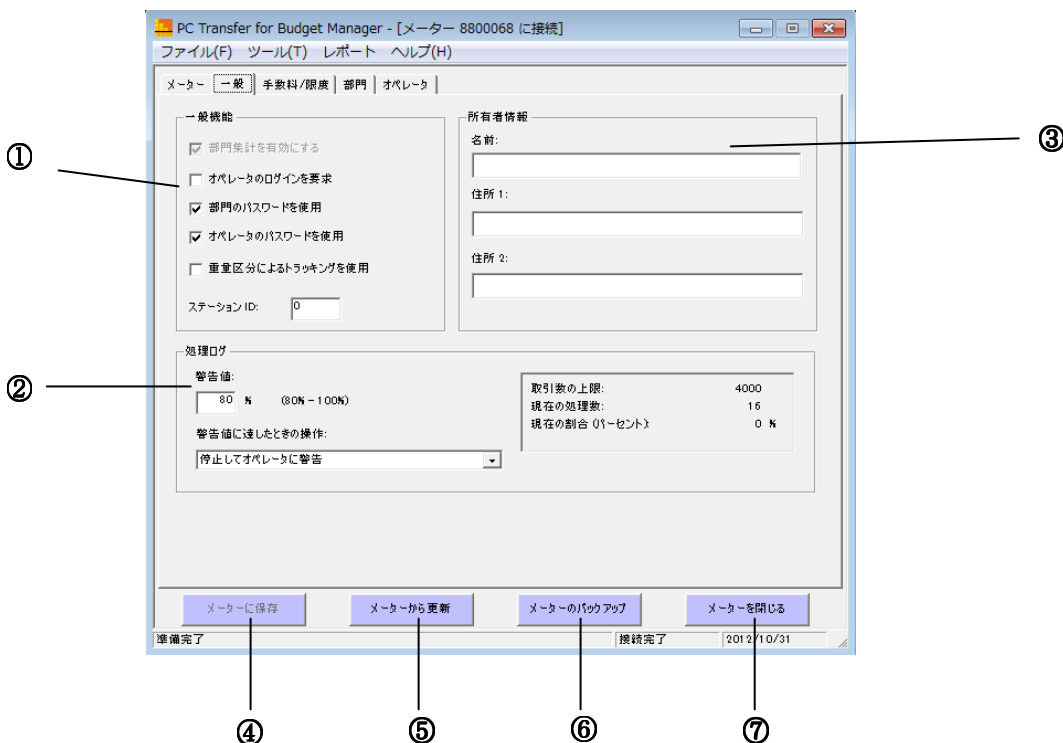 PC Transfer for Budget Manager - [メーター 8800068 に接続]
ファイル(F) ツール(T) レポート ヘルプ(H)
メーター 一般 手数料/限度 部門 オペレータ
一般機能
部門集計を有効にする
オペレータのログインを要求
部門のパスワードを使用
オペレータのパスワードを使用
重量区分によるトラッキングを使用
ステーション ID: 0
所有者情報
名前:
住所 1:
住所 2:
①
③
処理ログ
警告値:
80 % (80% - 100%)
警告値に達したときの操作:
停止してオペレータに警告
取引数の上限: 4000
現在の処理数: 16
現在の割合 (パーセント): 0 %
②
メーターに保存 メーターから更新 メーターのバックアップ メーターを閉じる
準備完了 接続完了 2012/10/31
④ ⑤ ⑥ ⑦